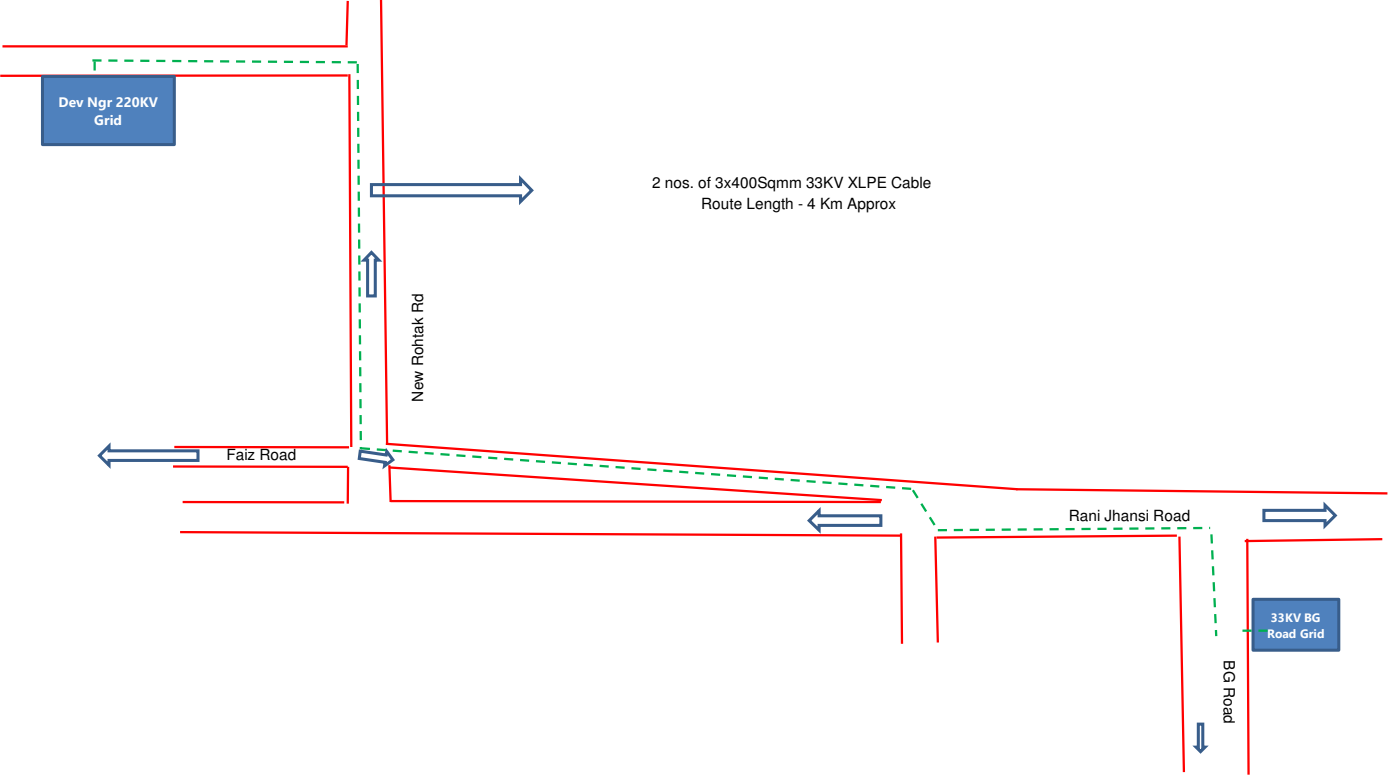 Dev Ngr 220KV
Grid
2 nos. of 3x400Sqmm 33KV XLPE Cable
Route Length - 4 Km Approx
New Rohtak Rd
Faiz Road
Rani Jhansi Road
33KV BG
Road Grid
BG Road